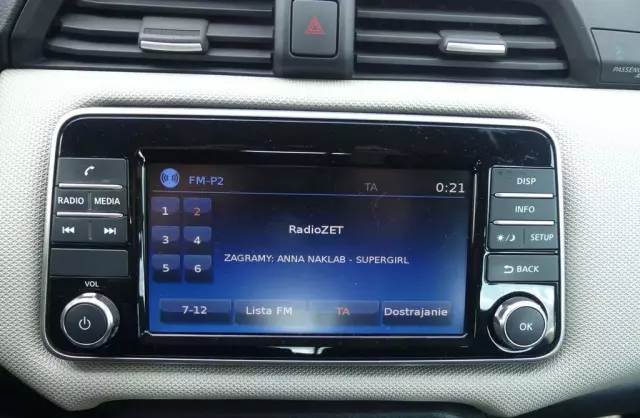 PASSENG
FM-P2
TA
0:21
DISP
RADIO
MEDIA
1
2
INFO
RadioZET
3
4
SETUP
ZAGRAMY: ANNA NAKLAB - SUPERGIRL
5
6
BACK
VOL
7-12
Lista FM
TA
Dostrajanie
OK